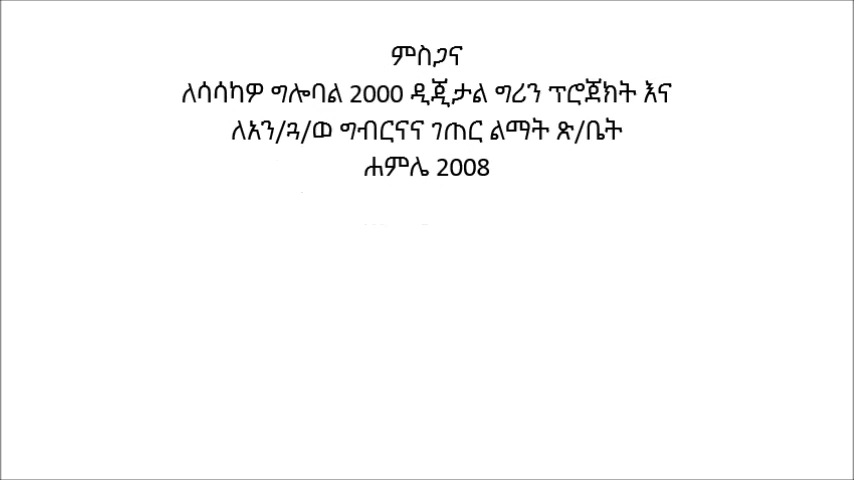 ምስጋና
ለሳሳካዎ ግሎባል 2000 ዲጂታል ግሪን ፕሮጀክት እና
ለአን/ጓ/ወ ግብርናና ገጠር ልማት ጽ/ቤት
ሐምሌ 2008